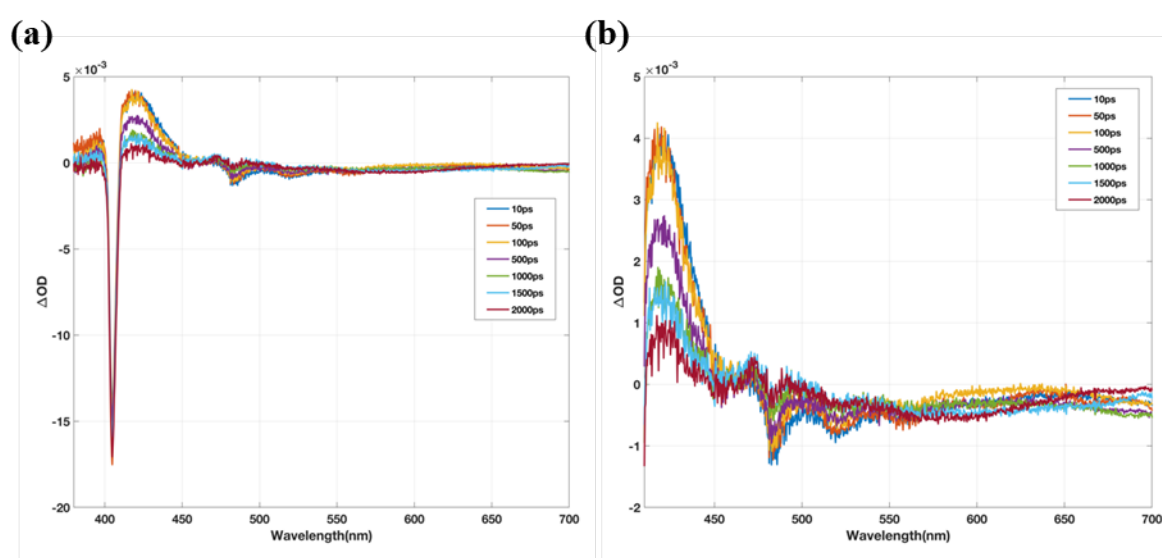 (a)
×10⁻³
5
0
-5
-10
-15
-20
△OD
400 450 500 550 600 650 700
Wavelength(nm)
10ps
50ps
100ps
500ps
1000ps
1500ps
2000ps
(b)
×10⁻³
5
4
3
2
1
0
-1
-2
△OD
450 500 550 600 650 700
Wavelength(nm)
10ps
50ps
100ps
500ps
1000ps
1500ps
2000ps